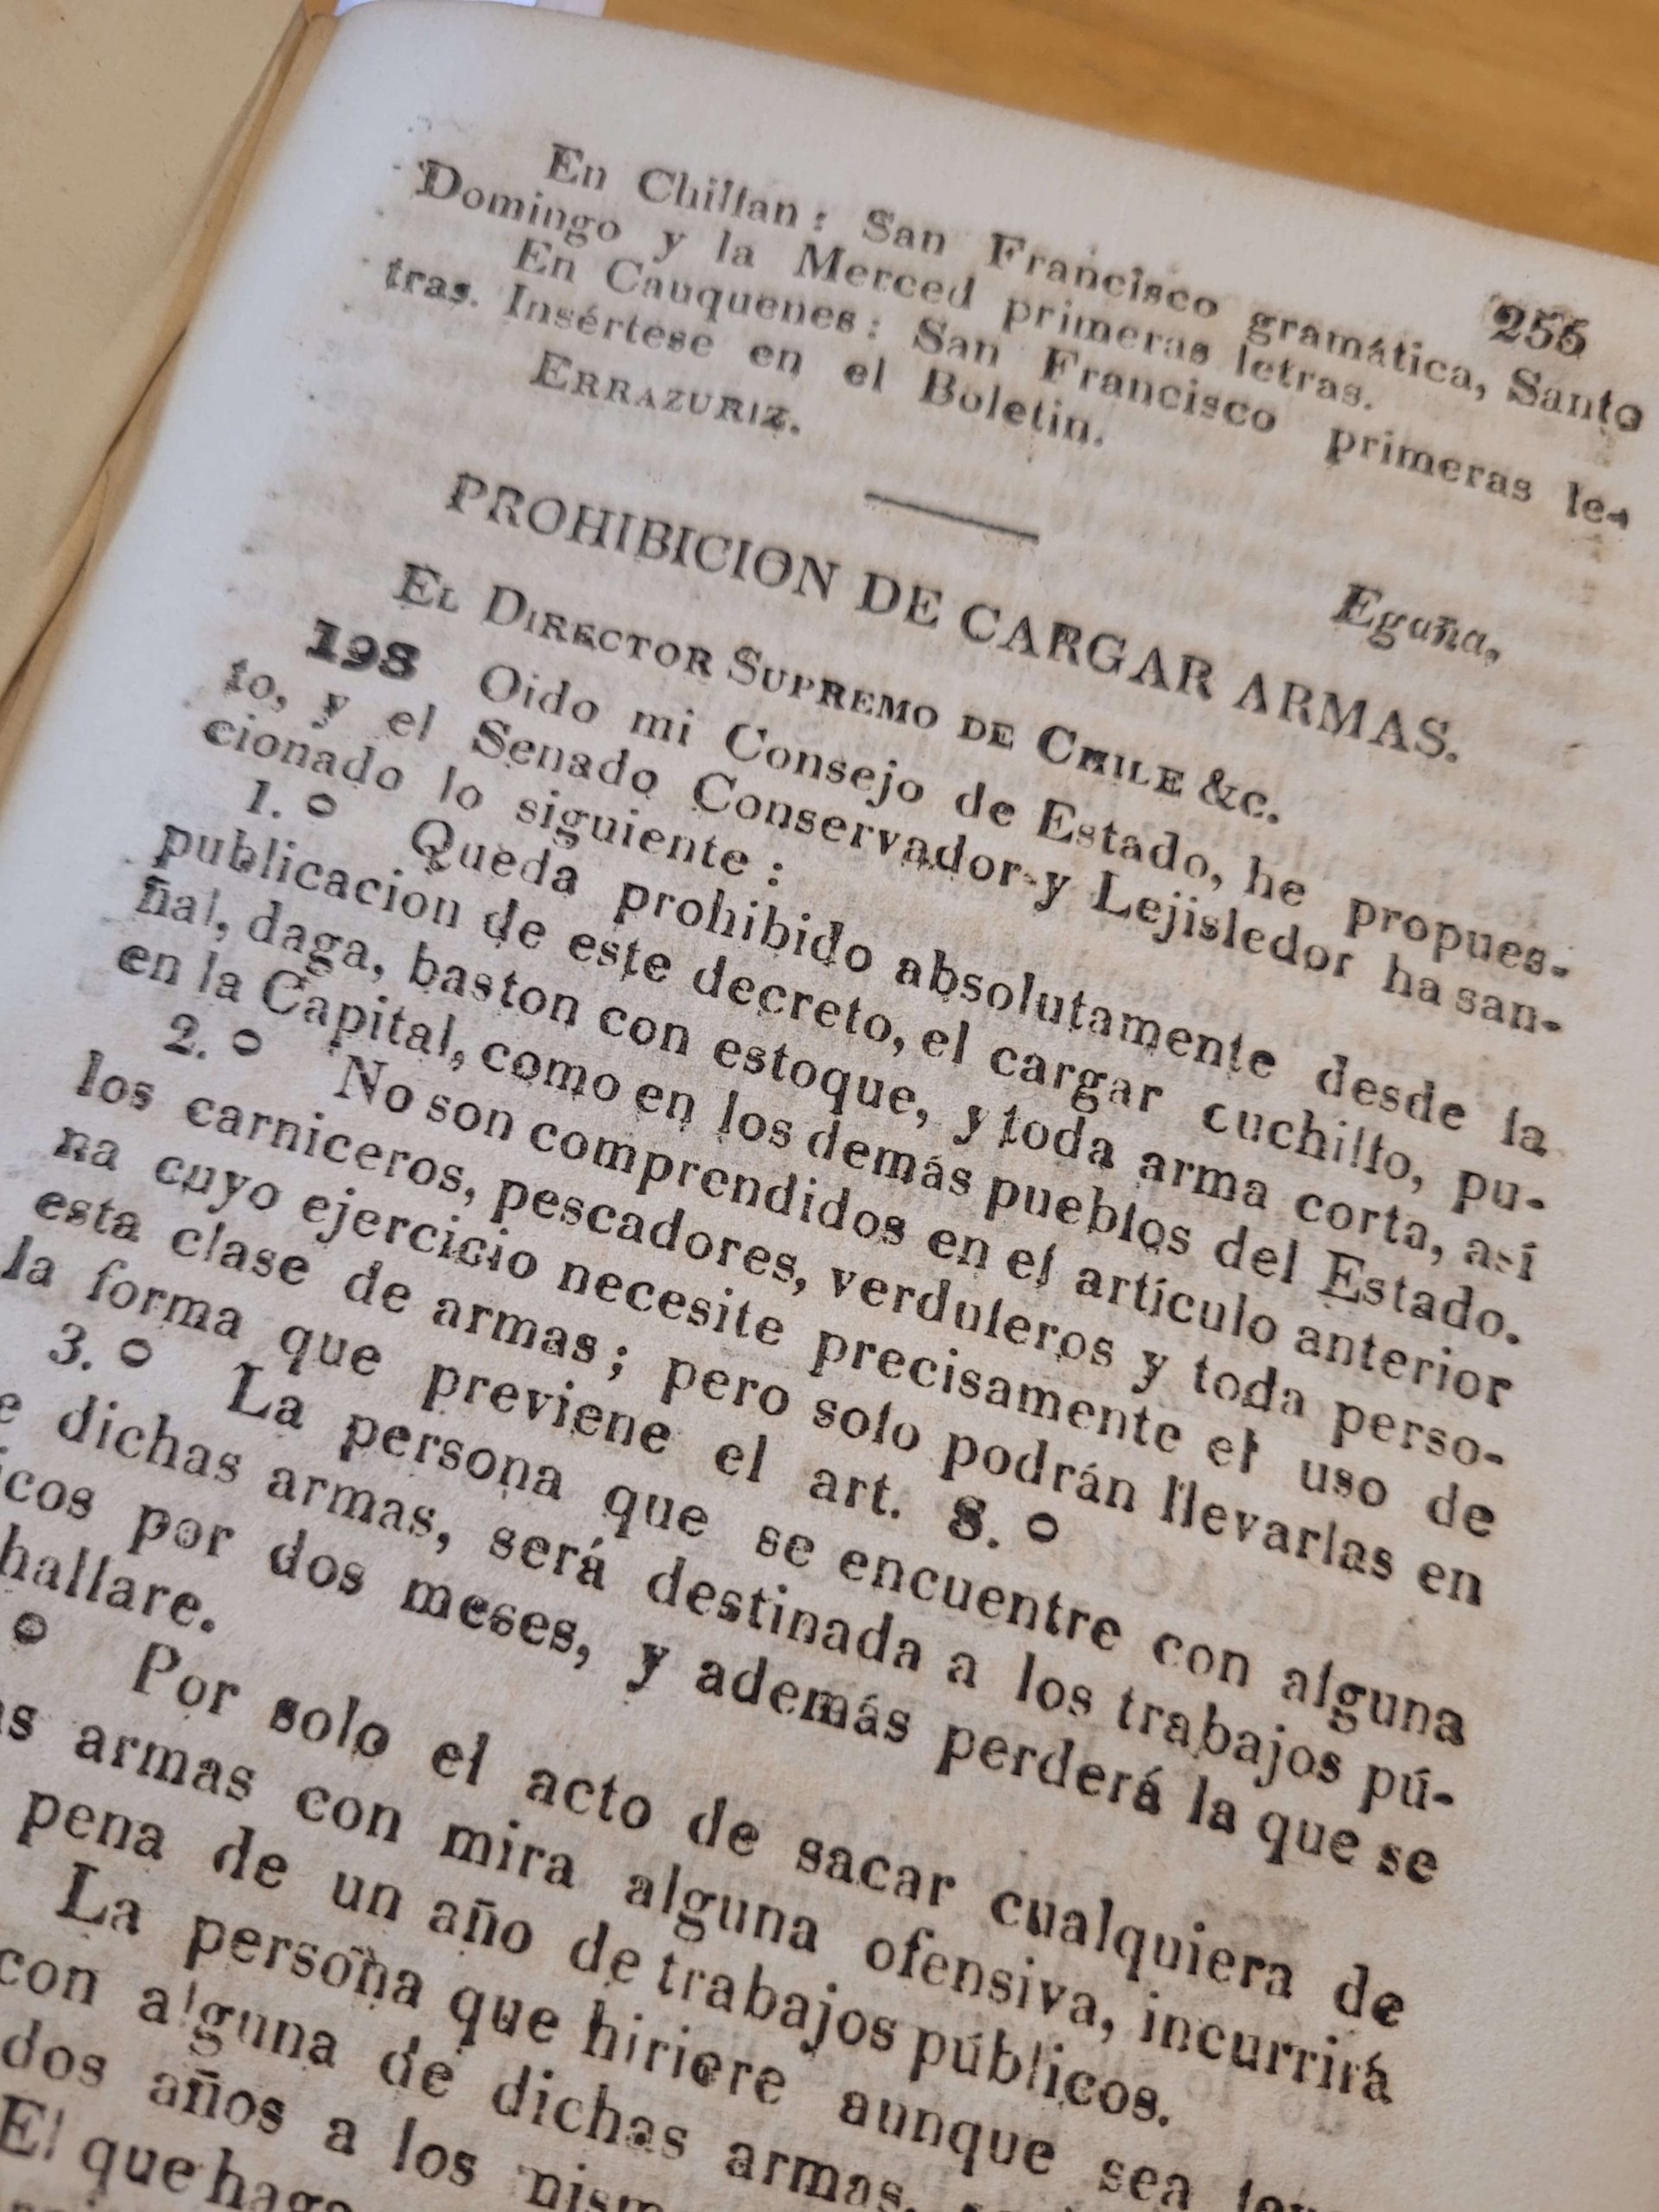 255
En Chillan: San Francisco gramática, Santo
Domingo y la Merced primeras letras.
En Cauquenes: San Francisco primeras le-
tras. Insértese en el Boletin.
ERRAZURIZ.
Egaña,
PROHIBICION DE CARGAR ARMAS.
EL DIRECTOR SUPREMO DE CHILE &c.
198 Oido mi Consejo de Estado, he propues-
to, y el Senado Conservador y Lejisledor ha san-
cionado lo siguiente:
1.º Queda prohibido absolutamente desde la
publicacion de este decreto, el cargar cuchillo, pu-
ñal, daga, baston con estoque, y toda arma corta, así
en la Capital, como en los demás pueblos del Estado.
2.º No son comprendidos en el artículo anterior
los carniceros, pescadores, verduleros y toda perso-
na cuyo ejercicio necesite precisamente el uso de
esta clase de armas; pero solo podrán llevarlas en
la forma que previene el art. 8.º
3.º La persona que se encuentre con alguna
e dichas armas, será destinada a los trabajos pú-
icos por dos meses, y además perderá la que se
hallare.
º Por solo el acto de sacar cualquiera de
as armas con mira alguna ofensiva, incurrirá
pena de un año de trabajos públicos.
La persona que hiriere aunque sea
con alguna de dichas armas,
dos años a los
El que haga